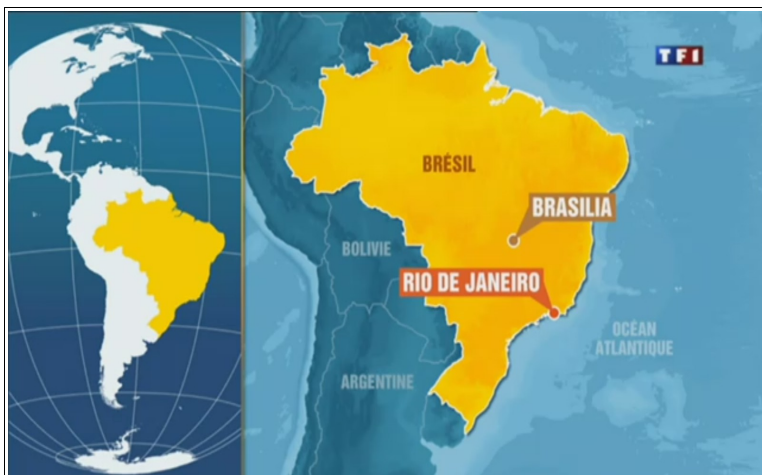 TF1
BRÉSIL
BRASILIA
BOLIVIE
RIO DE JANEIRO
OCÉAN
ATLANTIQUE
ARGENTINE